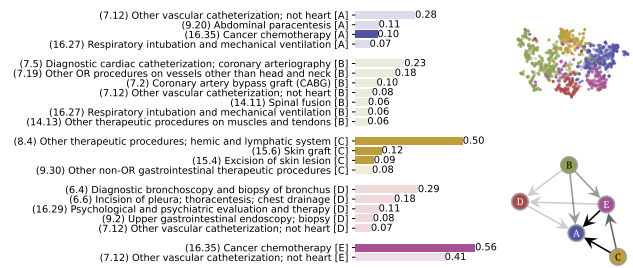 (7.12) Other vascular catheterization; not heart [A] 0.28
(9.20) Abdominal paracentesis [A] 0.11
(16.35) Cancer chemotherapy [A] 0.10
(16.27) Respiratory intubation and mechanical ventilation [A] 0.07
(7.5) Diagnostic cardiac catheterization; coronary arteriography [B] 0.23
(7.19) Other OR procedures on vessels other than head and neck [B] 0.18
(7.2) Coronary artery bypass graft (CABG) [B] 0.10
(7.12) Other vascular catheterization; not heart [B] 0.08
(14.11) Spinal fusion [B] 0.06
(16.27) Respiratory intubation and mechanical ventilation [B] 0.06
(14.13) Other therapeutic procedures on muscles and tendons [B] 0.06
(8.4) Other therapeutic procedures; hemic and lymphatic system [C] 0.50
(15.6) Skin graft [C] 0.12
(15.4) Excision of skin lesion [C] 0.09
(9.30) Other non-OR gastrointestinal therapeutic procedures [C] 0.08
(6.4) Diagnostic bronchoscopy and biopsy of bronchus [D] 0.29
(6.6) Incision of pleura; thoracentesis; chest drainage [D] 0.18
(16.29) Psychological and psychiatric evaluation and therapy [D] 0.11
(9.2) Upper gastrointestinal endoscopy; biopsy [D] 0.08
(7.12) Other vascular catheterization; not heart [D] 0.07
(16.35) Cancer chemotherapy [E] 0.56
(7.12) Other vascular catheterization; not heart [E] 0.41
B
D
E
A
C